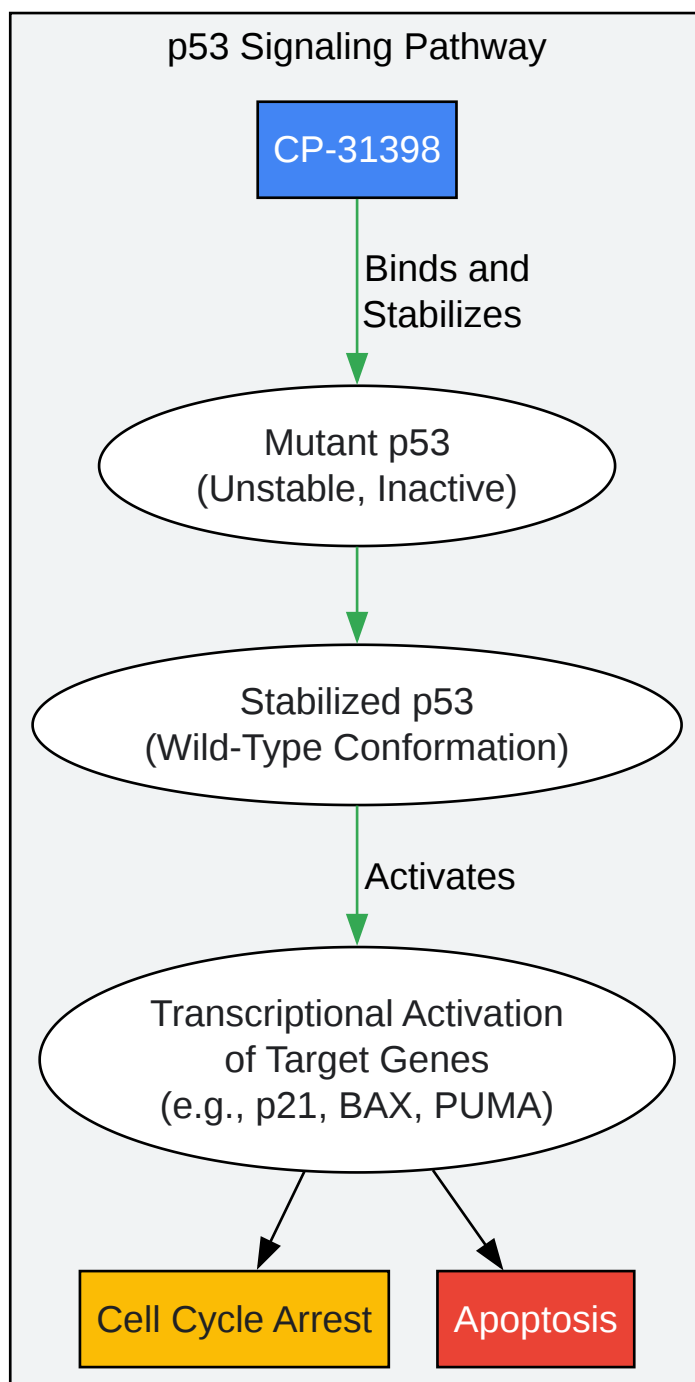 p53 Signaling Pathway
CP-31398
Binds and
Stabilizes
Mutant p53
(Unstable, Inactive)
Stabilized p53
(Wild-Type Conformation)
Activates
Transcriptional Activation
of Target Genes
(e.g., p21, BAX, PUMA)
Cell Cycle Arrest
Apoptosis